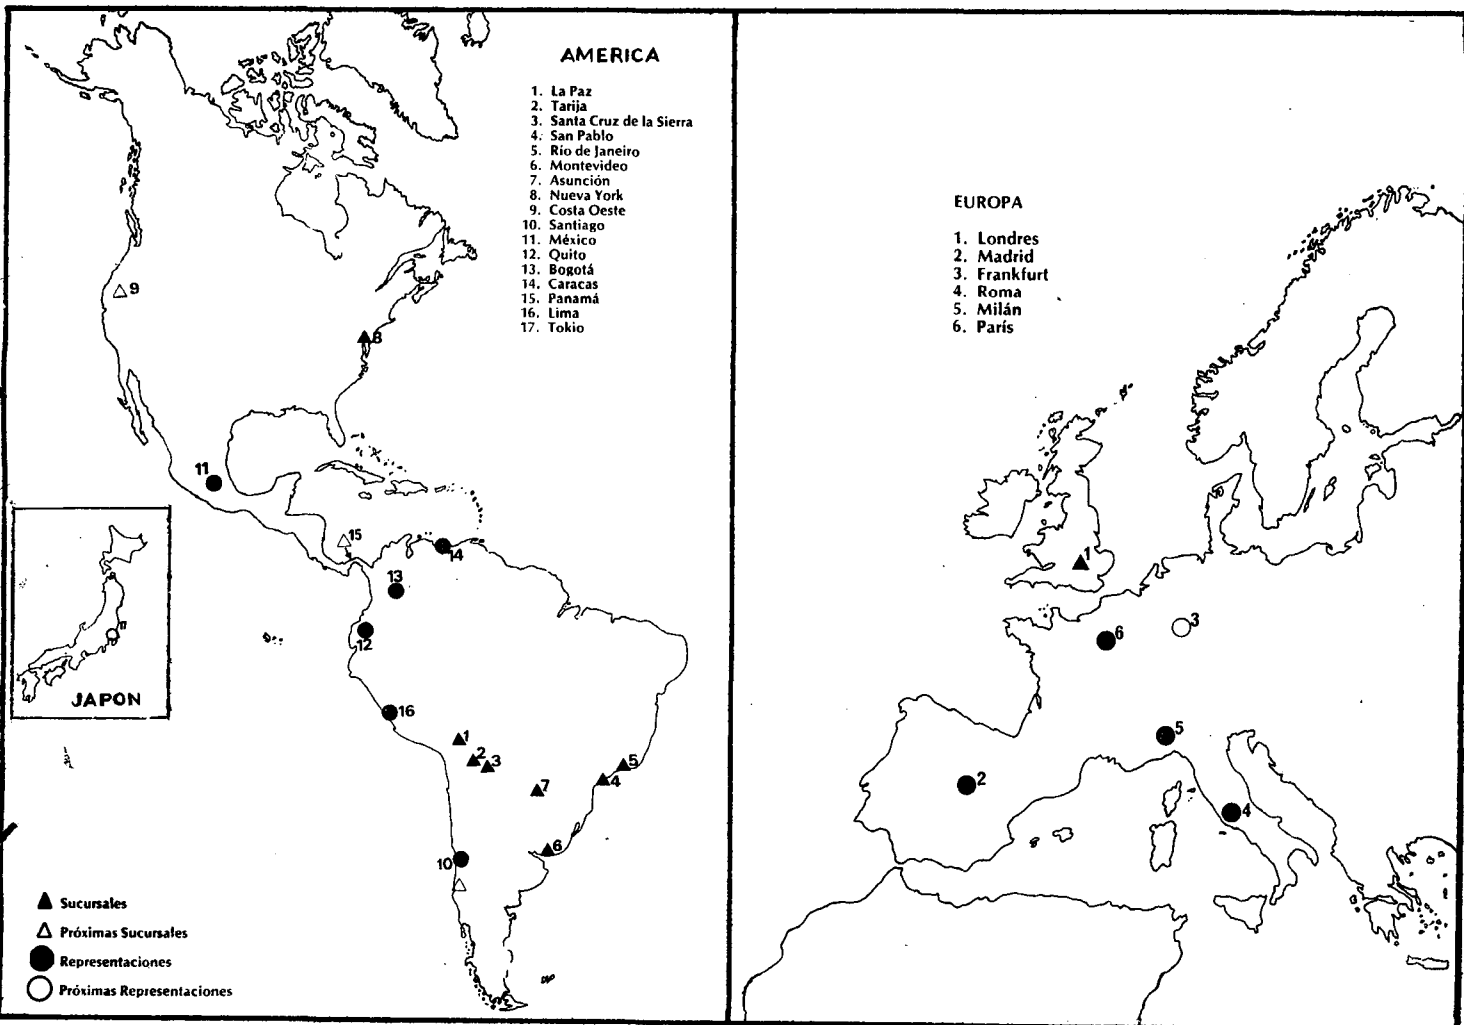 AMERICA
1. La Paz
2. Tarija
3. Santa Cruz de la Sierra
4. San Pablo
5. Río de Janeiro
6. Montevideo
7. Asunción
8. Nueva York
9. Costa Oeste
10. Santiago
11. México
12. Quito
13. Bogotá
14. Caracas
15. Panamá
16. Lima
17. Tokio
9
8
11
15
14
13
12
16
1
2
3
7
5
4
6
10
JAPON
Sucursales
Próximas Sucursales
Representaciones
Próximas Representaciones
EUROPA
1. Londres
2. Madrid
3. Frankfurt
4. Roma
5. Milán
6. París
1
3
6
5
2
4